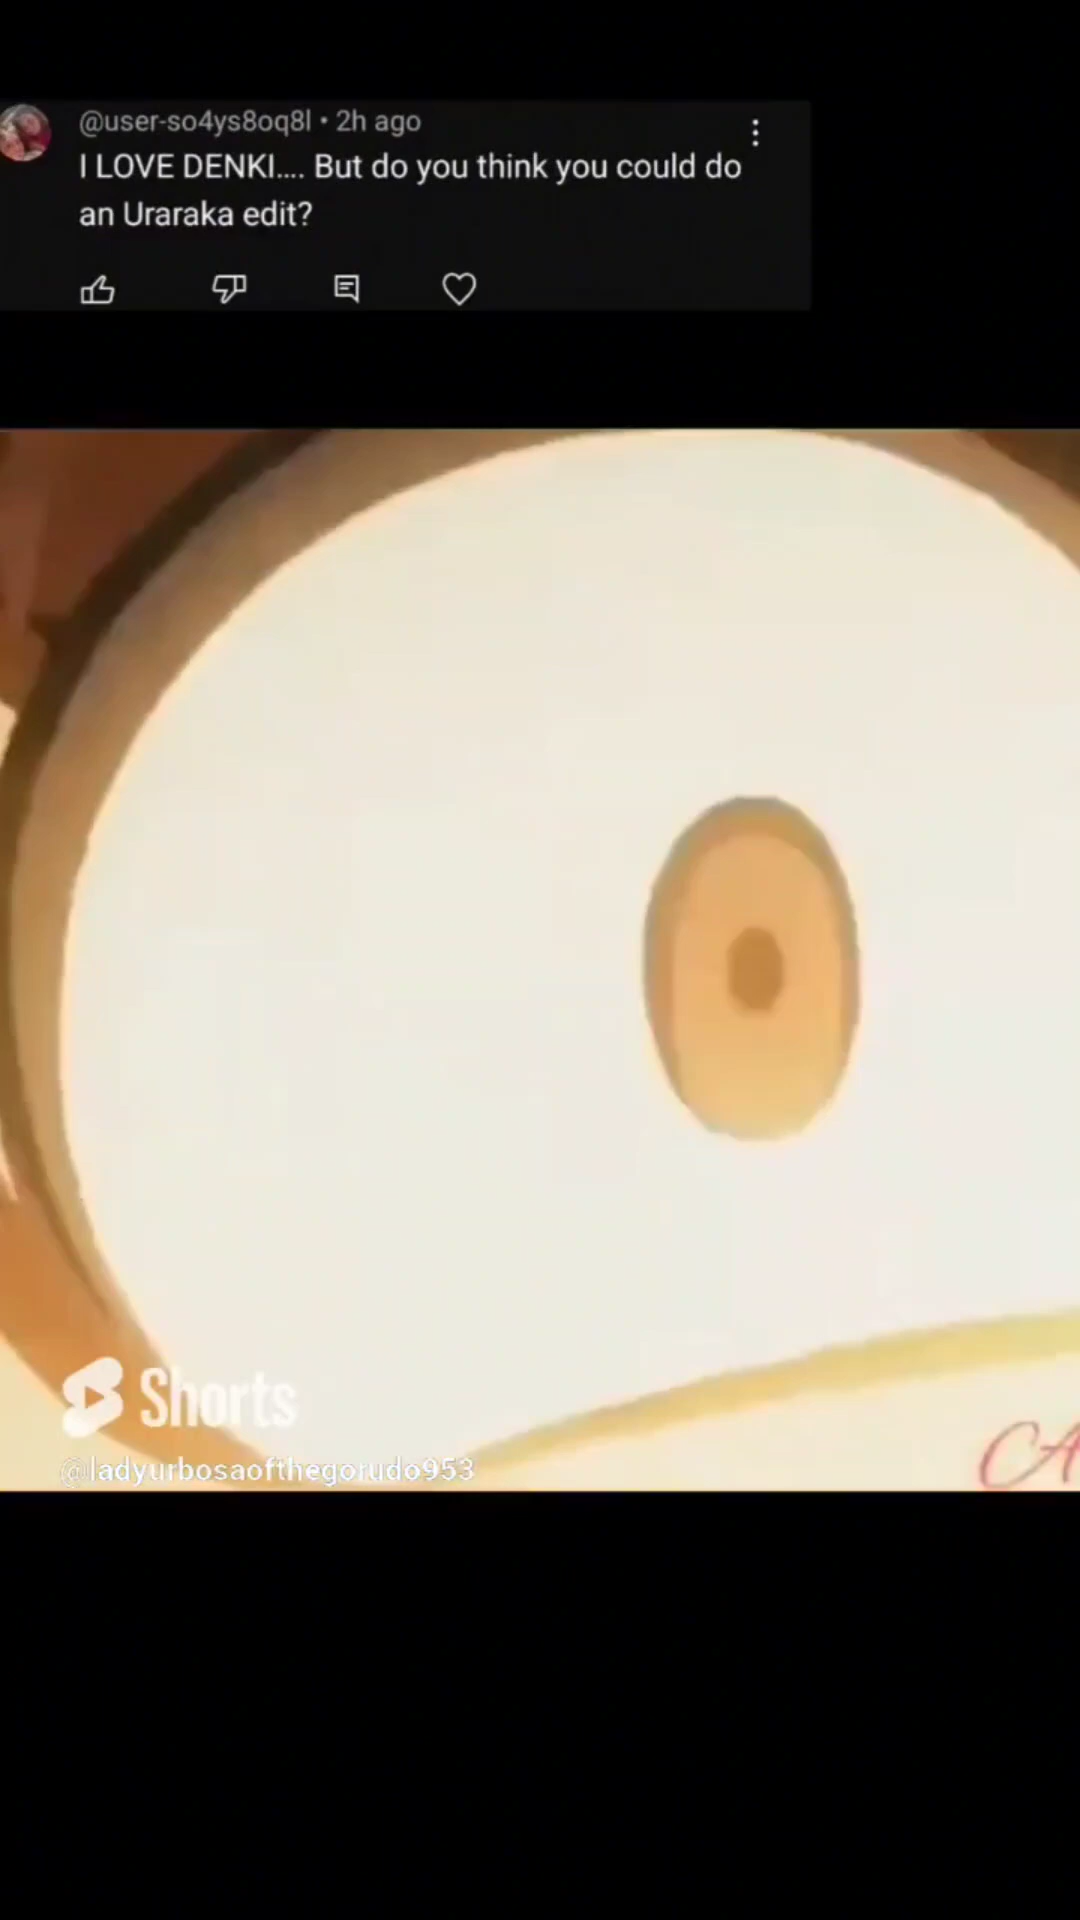 @user-so4ys8oq8l • 2h ago
I LOVE DENKI.... But do you think you could do
an Uraraka edit?
Shorts
@ladyurbosaofthegorudo953